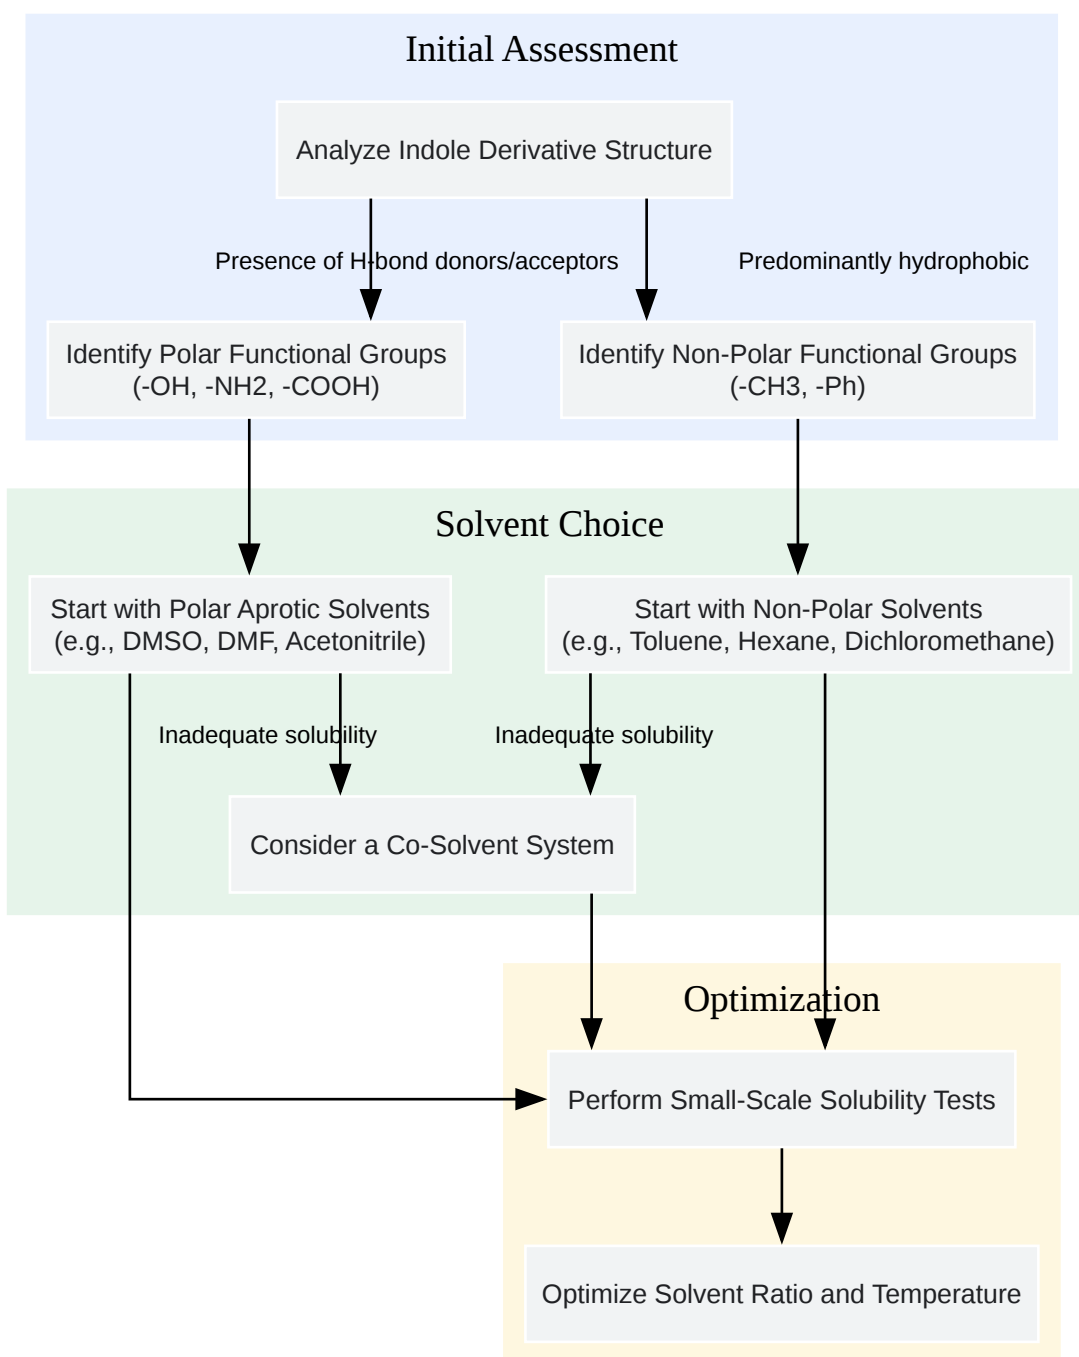 Initial Assessment
Analyze Indole Derivative Structure
Presence of H-bond donors/acceptors
Predominantly hydrophobic
Identify Polar Functional Groups
(-OH, -NH2, -COOH)
Identify Non-Polar Functional Groups
(-CH3, -Ph)
Solvent Choice
Start with Polar Aprotic Solvents
(e.g., DMSO, DMF, Acetonitrile)
Start with Non-Polar Solvents
(e.g., Toluene, Hexane, Dichloromethane)
Inadequate solubility
Inadequate solubility
Consider a Co-Solvent System
Optimization
Perform Small-Scale Solubility Tests
Optimize Solvent Ratio and Temperature